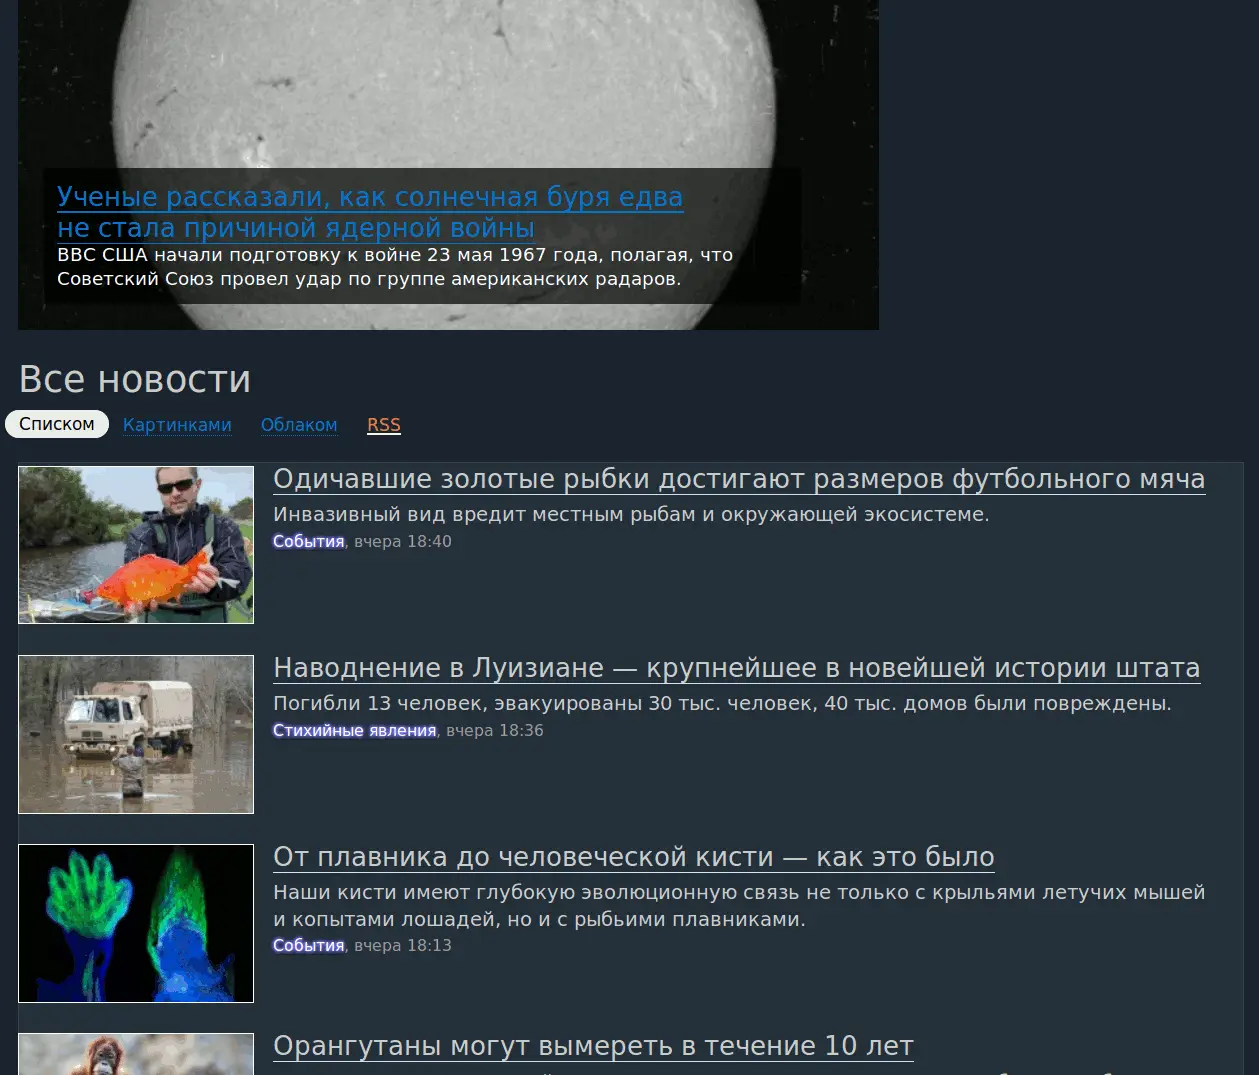 Ученые рассказали, как солнечная буря едва
не стала причиной ядерной войны
ВВС США начали подготовку к войне 23 мая 1967 года, полагая, что
Советский Союз провел удар по группе американских радаров.
Все новости
Списком Картинками Облаком RSS
Одичавшие золотые рыбки достигают размеров футбольного мяча
Инвазивный вид вредит местным рыбам и окружающей экосистеме.
События, вчера 18:40
Наводнение в Луизиане — крупнейшее в новейшей истории штата
Погибли 13 человек, эвакуированы 30 тыс. человек, 40 тыс. домов были повреждены.
Стихийные явления, вчера 18:36
От плавника до человеческой кисти — как это было
Наши кисти имеют глубокую эволюционную связь не только с крыльями летучих мышей
и копытами лошадей, но и с рыбьими плавниками.
События, вчера 18:13
Орангутаны могут вымереть в течение 10 лет